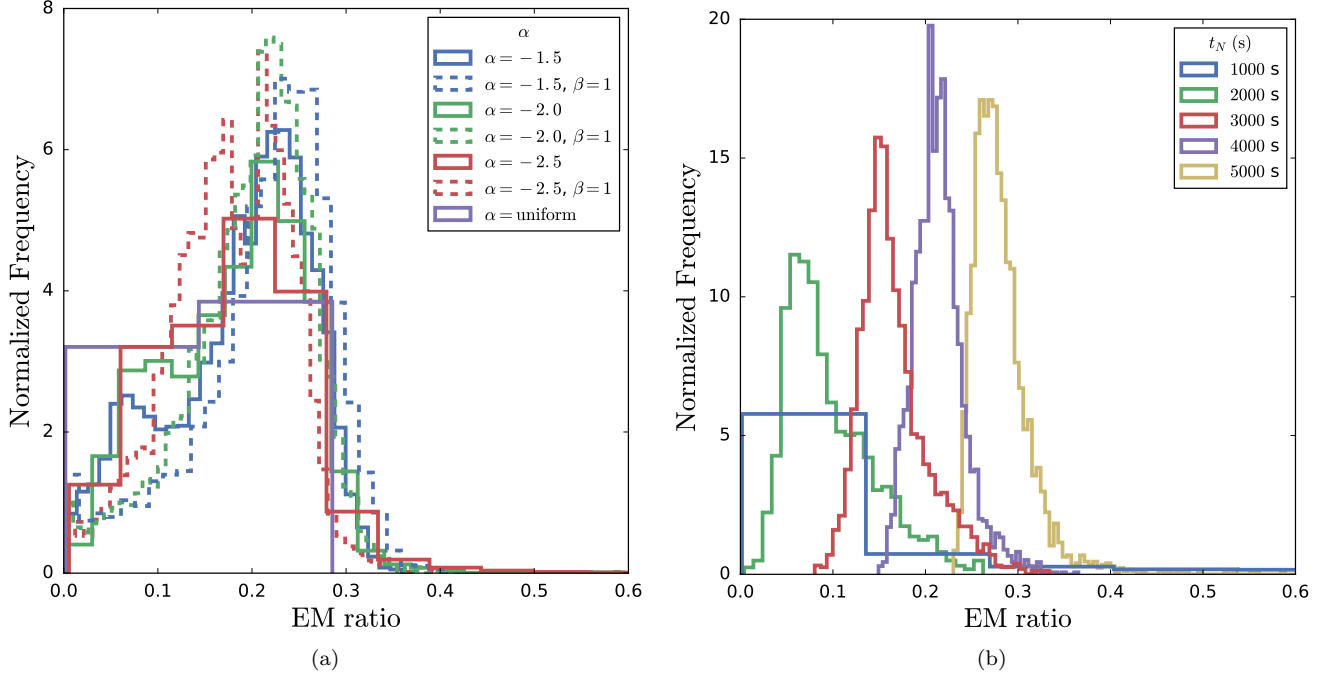 8
6
4
2
0
0.0 0.1 0.2 0.3 0.4 0.5 0.6
Normalized Frequency
EM ratio
α
α = −1.5
α = −1.5, β = 1
α = −2.0
α = −2.0, β = 1
α = −2.5
α = −2.5, β = 1
α = uniform
(a)
20
15
10
5
0
0.0 0.1 0.2 0.3 0.4 0.5 0.6
Normalized Frequency
EM ratio
t_N (s)
1000 s
2000 s
3000 s
4000 s
5000 s
(b)